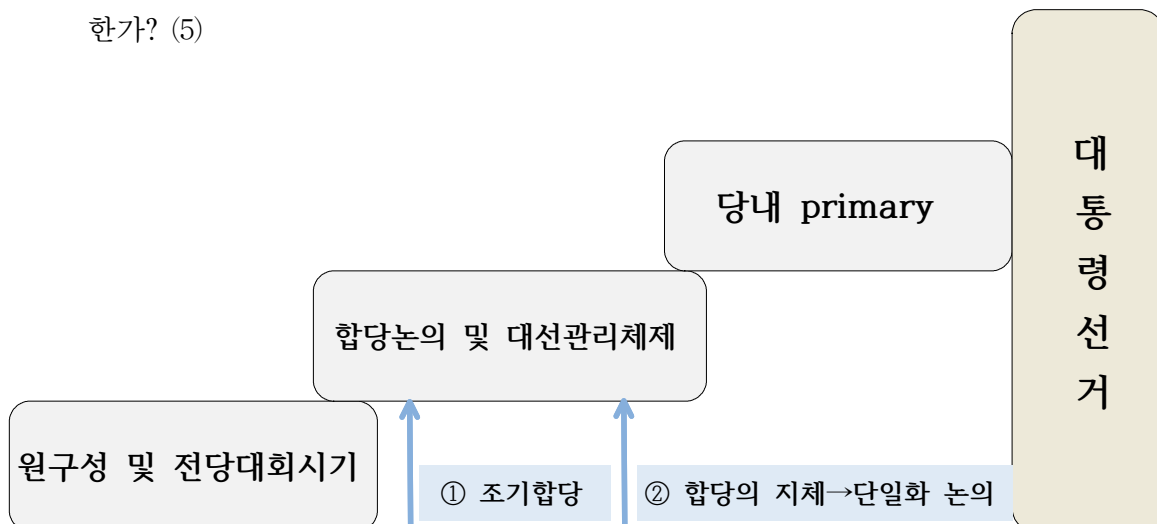 한가? (5)
당내 primary
합당논의 및 대선관리체제
원구성 및 전당대회시기
① 조기합당
② 합당의 지체→단일화 논의
대
통
령
선
거